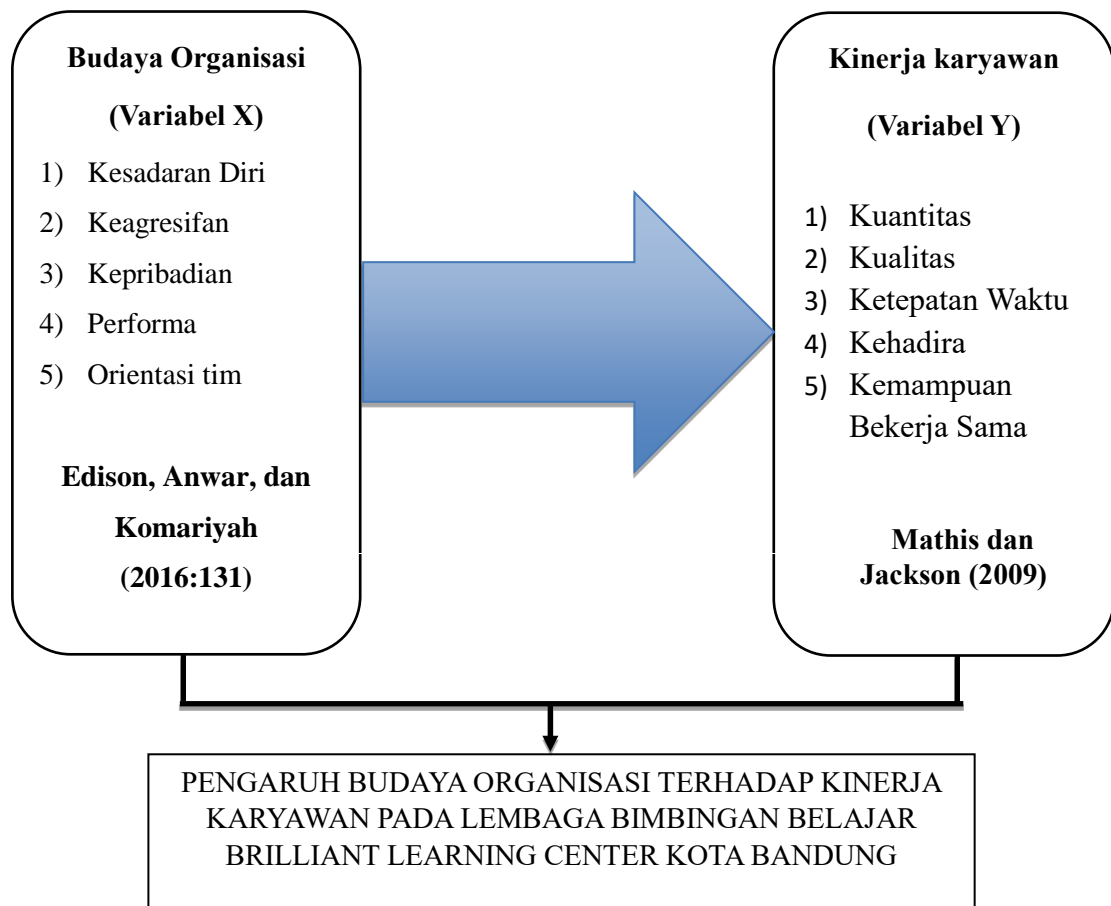 Budaya Organisasi
(Variabel X)
1) Kesadaran Diri
2) Keagresifan
3) Kepribadian
4) Performa
5) Orientasi tim
Edison, Anwar, dan
Komariyah
(2016:131)
Kinerja karyawan
(Variabel Y)
1) Kuantitas
2) Kualitas
3) Ketepatan Waktu
4) Kehadira
5) Kemampuan
Bekerja Sama
Mathis dan
Jackson (2009)
PENGARUH BUDAYA ORGANISASI TERHADAP KINERJA
KARYAWAN PADA LEMBAGA BIMBINGAN BELAJAR
BRILLIANT LEARNING CENTER KOTA BANDUNG